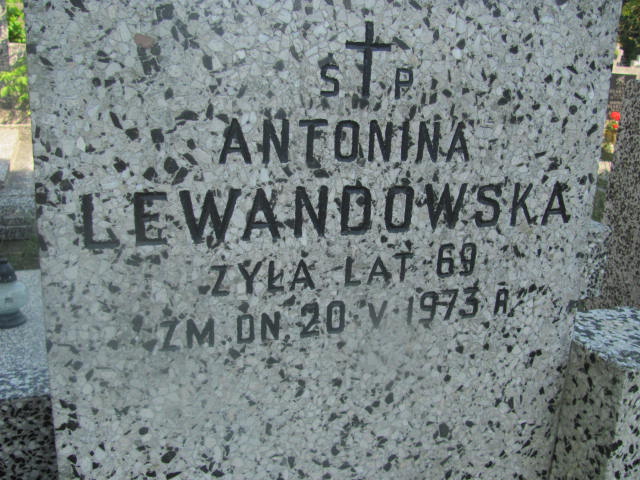 Ś P
ANTONINA
LEWANDOWSKA
ŻYŁA LAT 69
ZM DN 20 V 1973 R